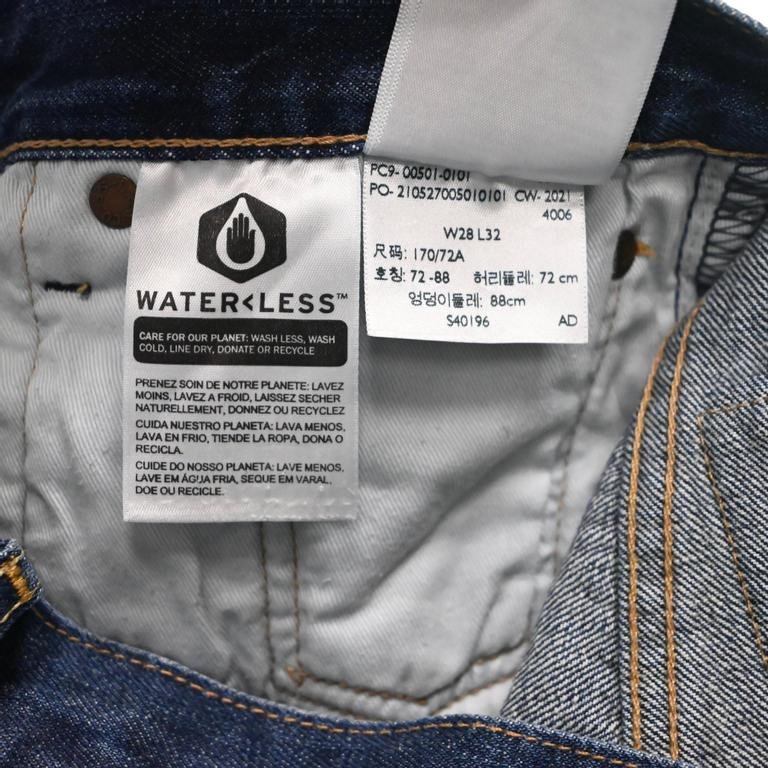 WATER<LESS™
CARE FOR OUR PLANET: WASH LESS, WASH
COLD, LINE DRY, DONATE OR RECYCLE
PRENEZ SOIN DE NOTRE PLANETE: LAVEZ
MOINS, LAVEZ A FROID, LAISSEZ SECHER
NATURELLEMENT, DONNEZ OU RECYCLEZ
CUIDA NUESTRO PLANETA: LAVA MENOS,
LAVA EN FRIO, TIENDE LA ROPA, DONA O
RECICLA.
CUIDE DO NOSSO PLANETA: LAVE MENOS,
LAVE EM ÁGUA FRIA, SEQUE EM VARAL,
DOE OU RECICLE.
PC9- 00501-0101
PO- 210527005010101 CW- 2021
4006
W28 L32
尺码: 170/72A
호칭: 72 -88 허리둘레: 72 cm
엉덩이둘레: 88cm
S40196 AD